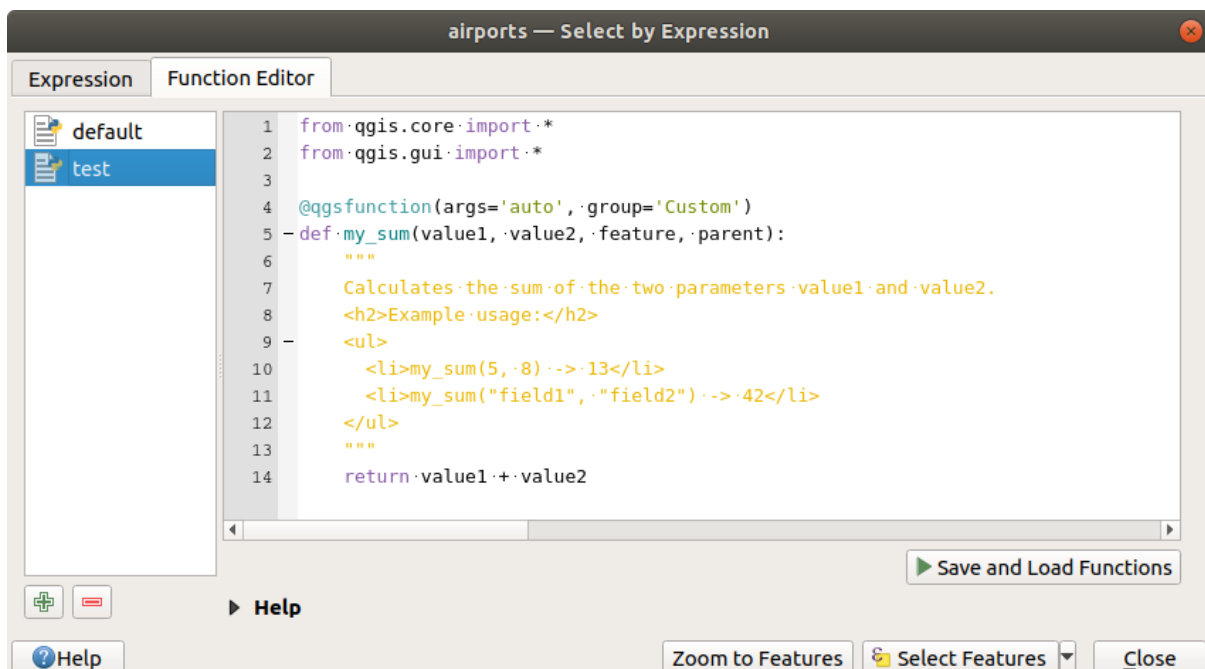 airports — Select by Expression
Expression
Function Editor
default
test
1 from qgis.core import *
2 from qgis.gui import *
3
4 @qgsfunction(args='auto', group='Custom')
5 def my_sum(value1, value2, feature, parent):
6     """
7     Calculates the sum of the two parameters value1 and value2.
8     <h2>Example usage:</h2>
9     <ul>
10       <li>my_sum(5, 8) -> 13</li>
11       <li>my_sum("field1", "field2") -> 42</li>
12     </ul>
13     """
14     return value1 + value2
Save and Load Functions
Help
Help
Zoom to Features
Select Features
Close